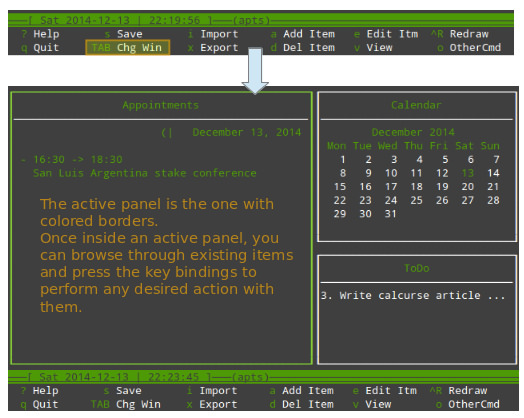 [ Sat 2014-12-13 | 22:19:56 ]——(apts)
? Help s Save i Import a Add Item e Edit Itm ^R Redraw
q Quit TAB Chg Win x Export d Del Item v View o OtherCmd
Appointments
(| December 13, 2014
- 16:30 -> 18:30
San Luis Argentina stake conference
The active panel is the one with
colored borders.
Once inside an active panel, you
can browse through existing items
and press the key bindings to
perform any desired action with
them.
Calendar
December 2014
Mon Tue Wed Thu Fri Sat Sun
1 2 3 4 5 6 7
8 9 10 11 12 13 14
15 16 17 18 19 20 21
22 23 24 25 26 27 28
29 30 31
ToDo
3. Write calcurse article ...
[ Sat 2014-12-13 | 22:23:45 ]——(apts)
? Help s Save i Import a Add Item e Edit Itm ^R Redraw
q Quit TAB Chg Win x Export d Del Item v View o OtherCmd